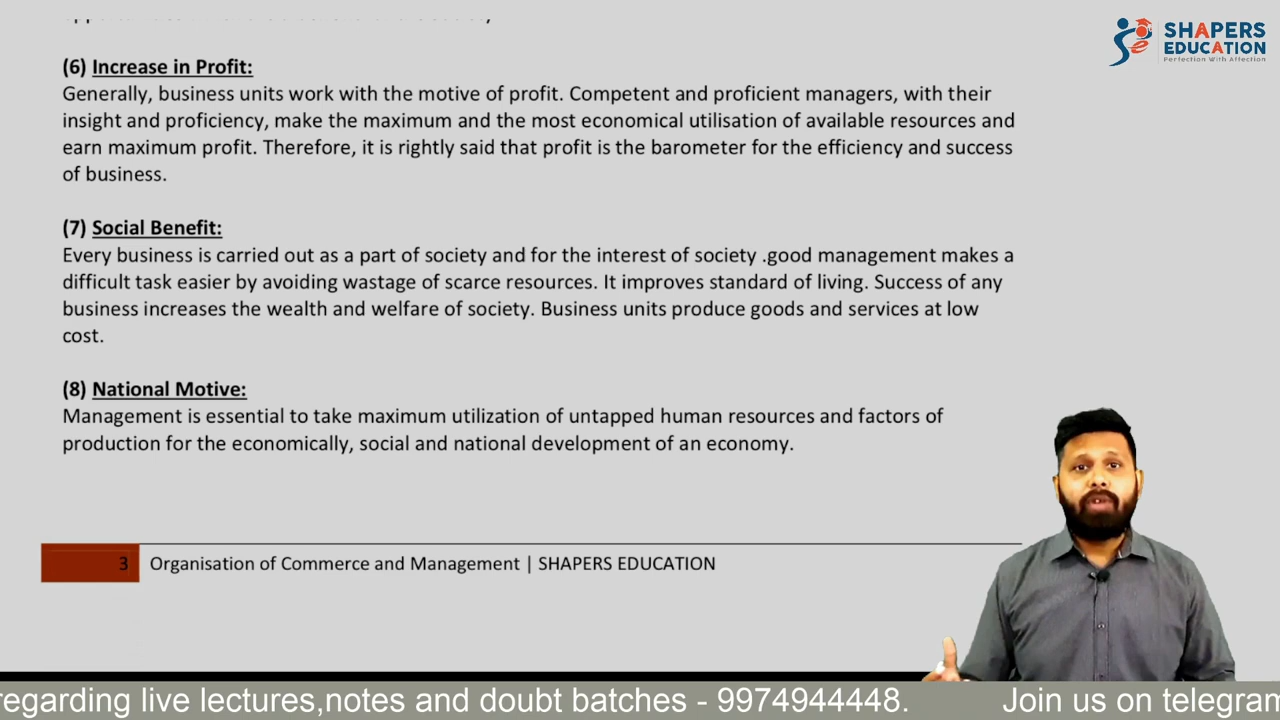 SHAPERS
EDUCATION
Perfection With Affection
(6) Increase in Profit:
Generally, business units work with the motive of profit. Competent and proficient managers, with their
insight and proficiency, make the maximum and the most economical utilisation of available resources and
earn maximum profit. Therefore, it is rightly said that profit is the barometer for the efficiency and success
of business.
(7) Social Benefit:
Every business is carried out as a part of society and for the interest of society .good management makes a
difficult task easier by avoiding wastage of scarce resources. It improves standard of living. Success of any
business increases the wealth and welfare of society. Business units produce goods and services at low
cost.
(8) National Motive:
Management is essential to take maximum utilization of untapped human resources and factors of
production for the economically, social and national development of an economy.
3 Organisation of Commerce and Management | SHAPERS EDUCATION
regarding live lectures,notes and doubt batches - 9974944448. Join us on telegram